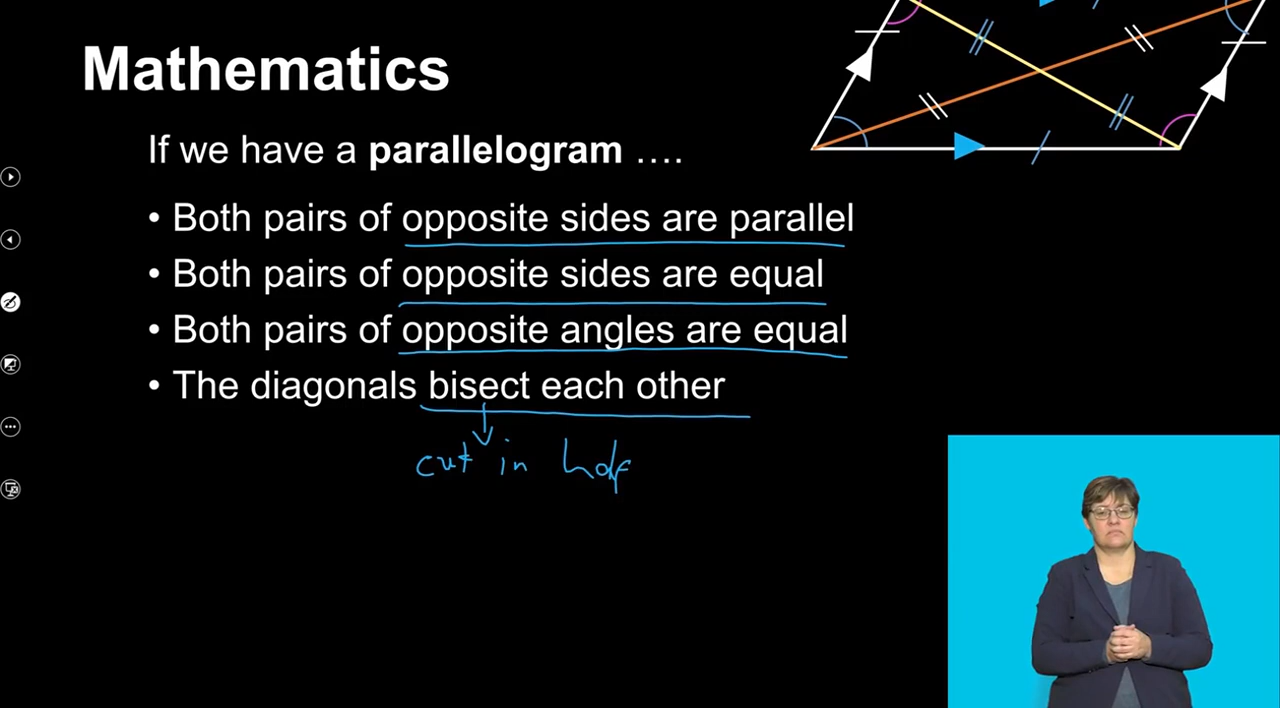 Mathematics
If we have a parallelogram ….
• Both pairs of opposite sides are parallel
• Both pairs of opposite sides are equal
• Both pairs of opposite angles are equal
• The diagonals bisect each other
cut in half